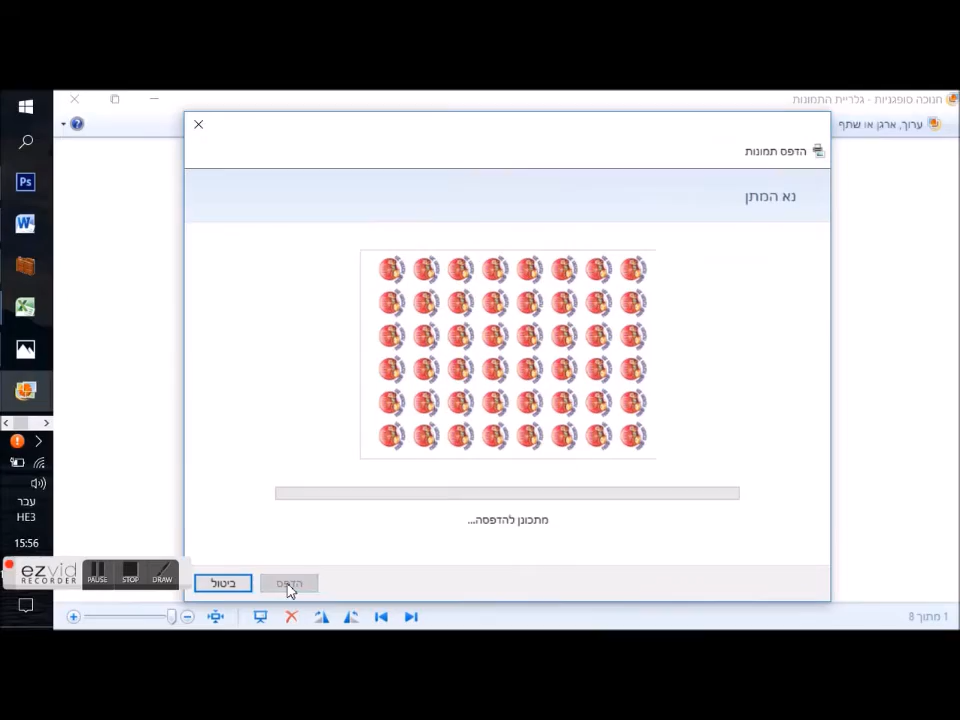 חנוכה סופגניות - גלריית התמונות
ערוך, ארגן או שתף
הדפס תמונות
נא המתן
מתכונן להדפסה...
הדפס
ביטול
1 מתוך 8
Ps
עבר
HE3
15:56
ezvid
RECORDER
PAUSE
STOP
DRAW